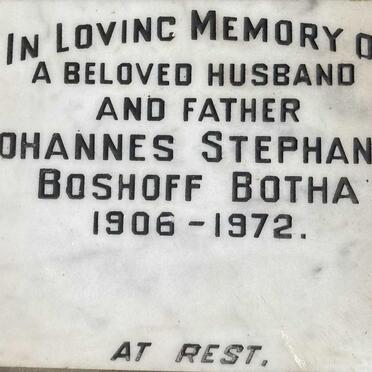 IN LOVING MEMORY O
A BELOVED HUSBAND
AND FATHER
OHANNES STEPHAN
BOSHOFF BOTHA
1906-1972.
AT REST.